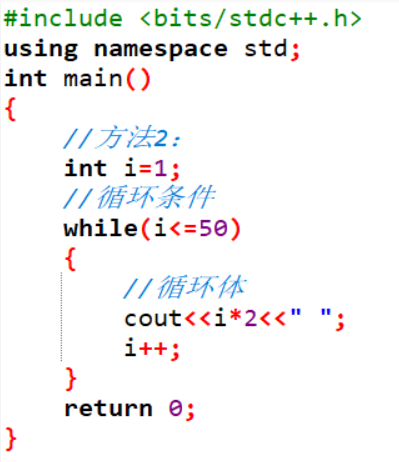 #include <bits/stdc++.h>
using namespace std;
int main()
{
    //方法2：
    int i=1;
    //循环条件
    while(i<=50)
    {
        //循环体
        cout<<i*2<<" ";
        i++;
    }
    return 0;
}